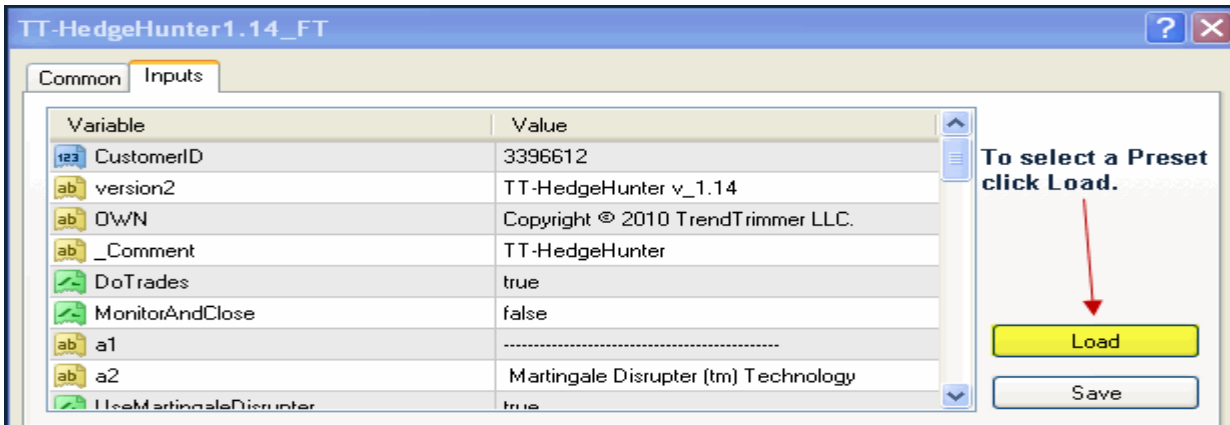 TT-HedgeHunter1.14_FT
Common Inputs
Variable Value
CustomerID 3396612
version2 TT-HedgeHunter v_1.14
OWN Copyright © 2010 TrendTrimmer LLC.
_Comment TT-HedgeHunter
DoTrades true
MonitorAndClose false
a1 ----------------------------------------------
a2 Martingale Disrupter (tm) Technology
UseMartingaleDisrupter true
To select a Preset
click Load.
Load
Save